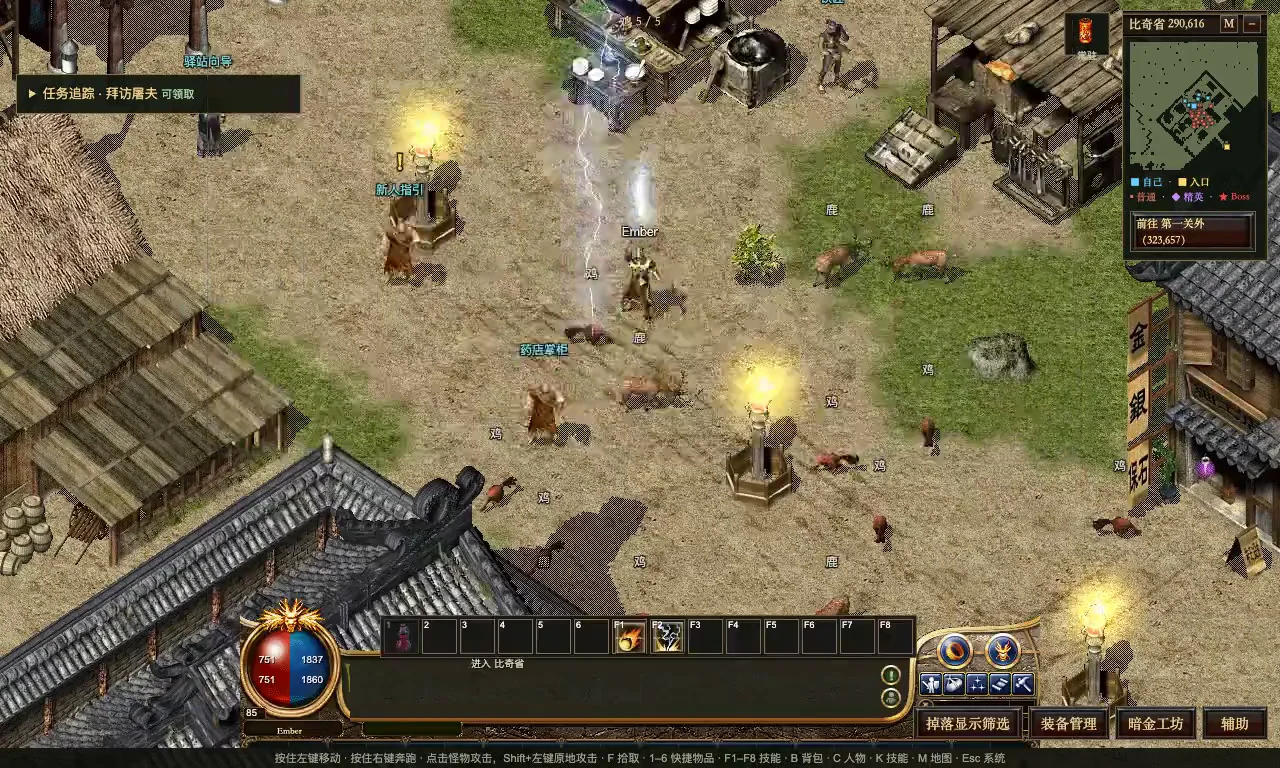 鸡 5 / 5
驿站向导
任务追踪 · 拜访屠夫 可领取
!
新人指引
Ember
鸡
鹿
药店掌柜
鹿
鹿
鸡
鸡
鸡
鸡
鸡
鸡
鸡
鹿
鹿
金
銀
保石
常驻
比奇省 290,616
M
−
自己 · 入口
普通 · 精英 · Boss
前往 第一关外
(323,657)
1 2 3 4 5 6 F1 F2 F3 F4 F5 F6 F7 F8
进入 比奇省
751 1837
751 1860
85
Ember
掉落显示筛选
装备管理
暗金工坊
辅助
按住左键移动 · 按住右键奔跑 · 点击怪物攻击，Shift+左键原地攻击 · F 拾取 · 1–6 快捷物品 · F1–F8 技能 · B 背包 · C 人物 · K 技能 · M 地图 · Esc 系统